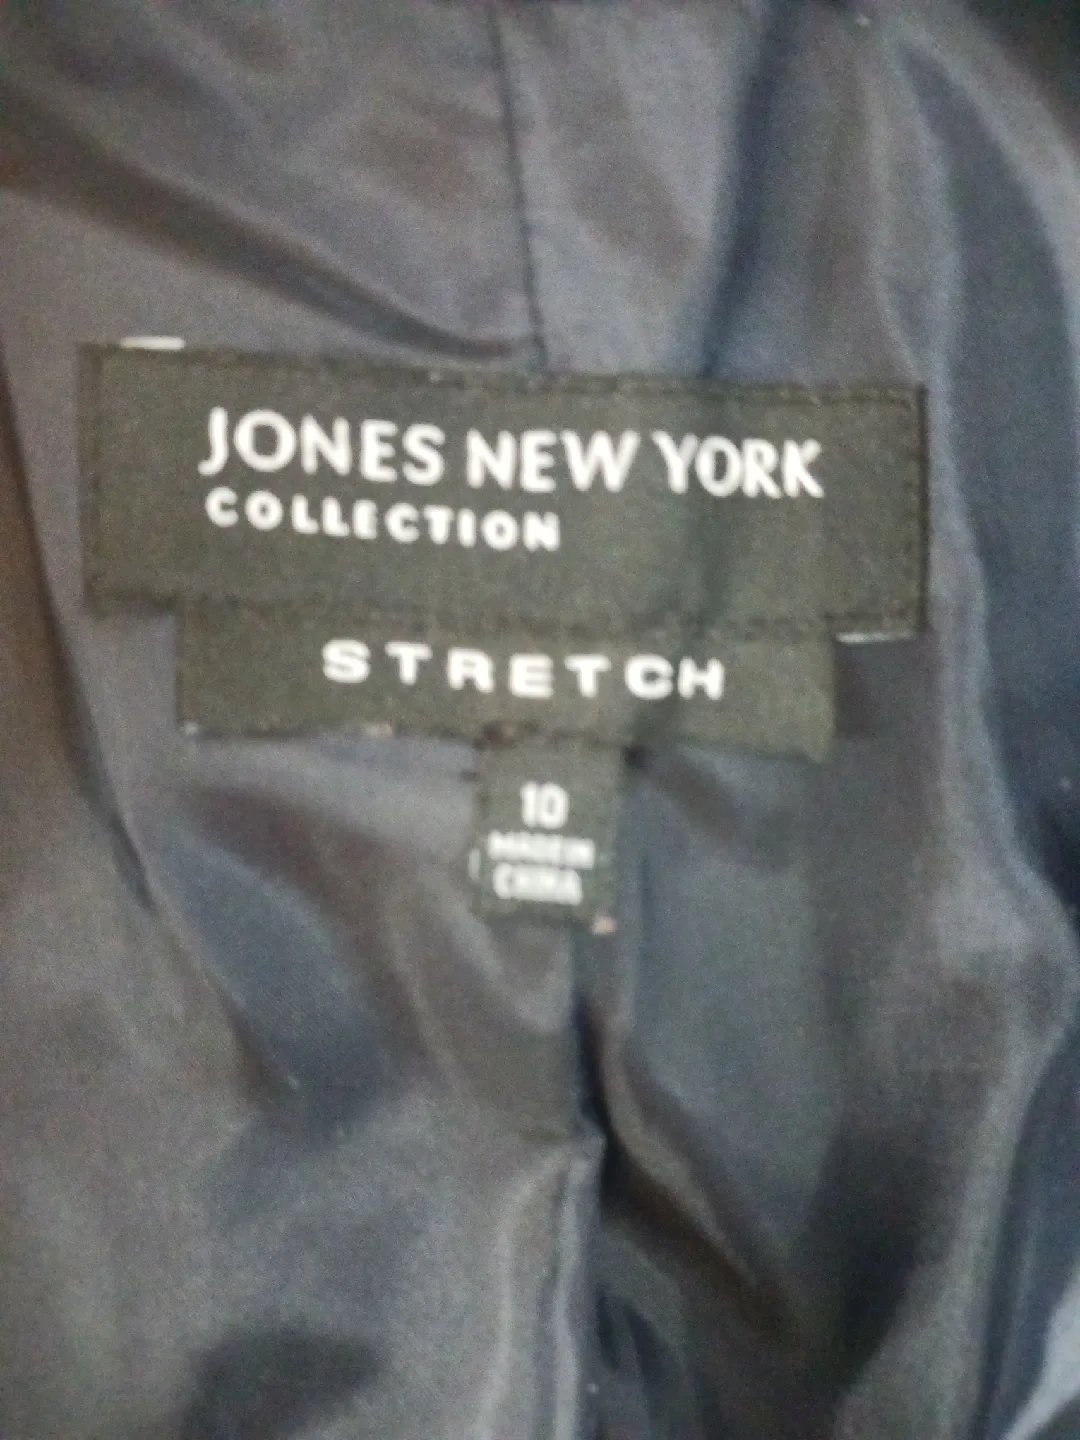 JONES NEW YORK
COLLECTION
STRETCH
10
MADE IN
CHINA